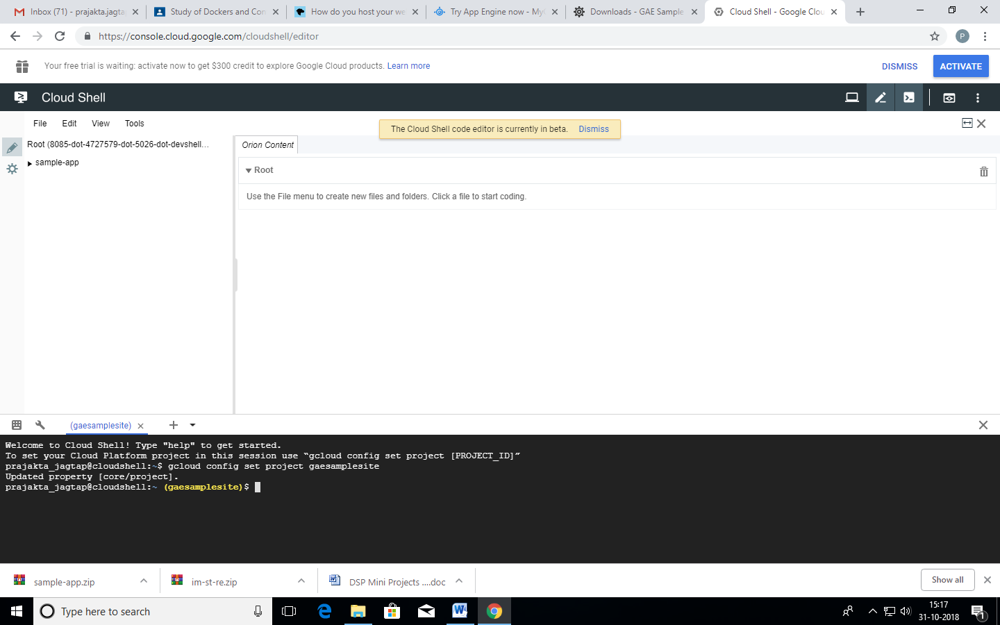 Inbox (71) - prajakta.jagta
Study of Dockers and Con
How do you host your we
Try App Engine now - My
Downloads - GAE Sample
Cloud Shell - Google Clou
https://console.cloud.google.com/cloudshell/editor
P
Your free trial is waiting: activate now to get $300 credit to explore Google Cloud products. Learn more
DISMISS
ACTIVATE
Cloud Shell
File Edit View Tools
The Cloud Shell code editor is currently in beta. Dismiss
Root (8085-dot-4727579-dot-5026-dot-devshell...
Orion Content
sample-app
Root
Use the File menu to create new files and folders. Click a file to start coding.
(gaesamplesite)
Welcome to Cloud Shell! Type "help" to get started.
To set your Cloud Platform project in this session use “gcloud config set project [PROJECT_ID]”
prajakta_jagtap@cloudshell:~$ gcloud config set project gaesamplesite
Updated property [core/project].
prajakta_jagtap@cloudshell:~ (gaesamplesite)$
sample-app.zip
im-st-re.zip
DSP Mini Projects ....doc
Show all
Type here to search
15:17
31-10-2018
1